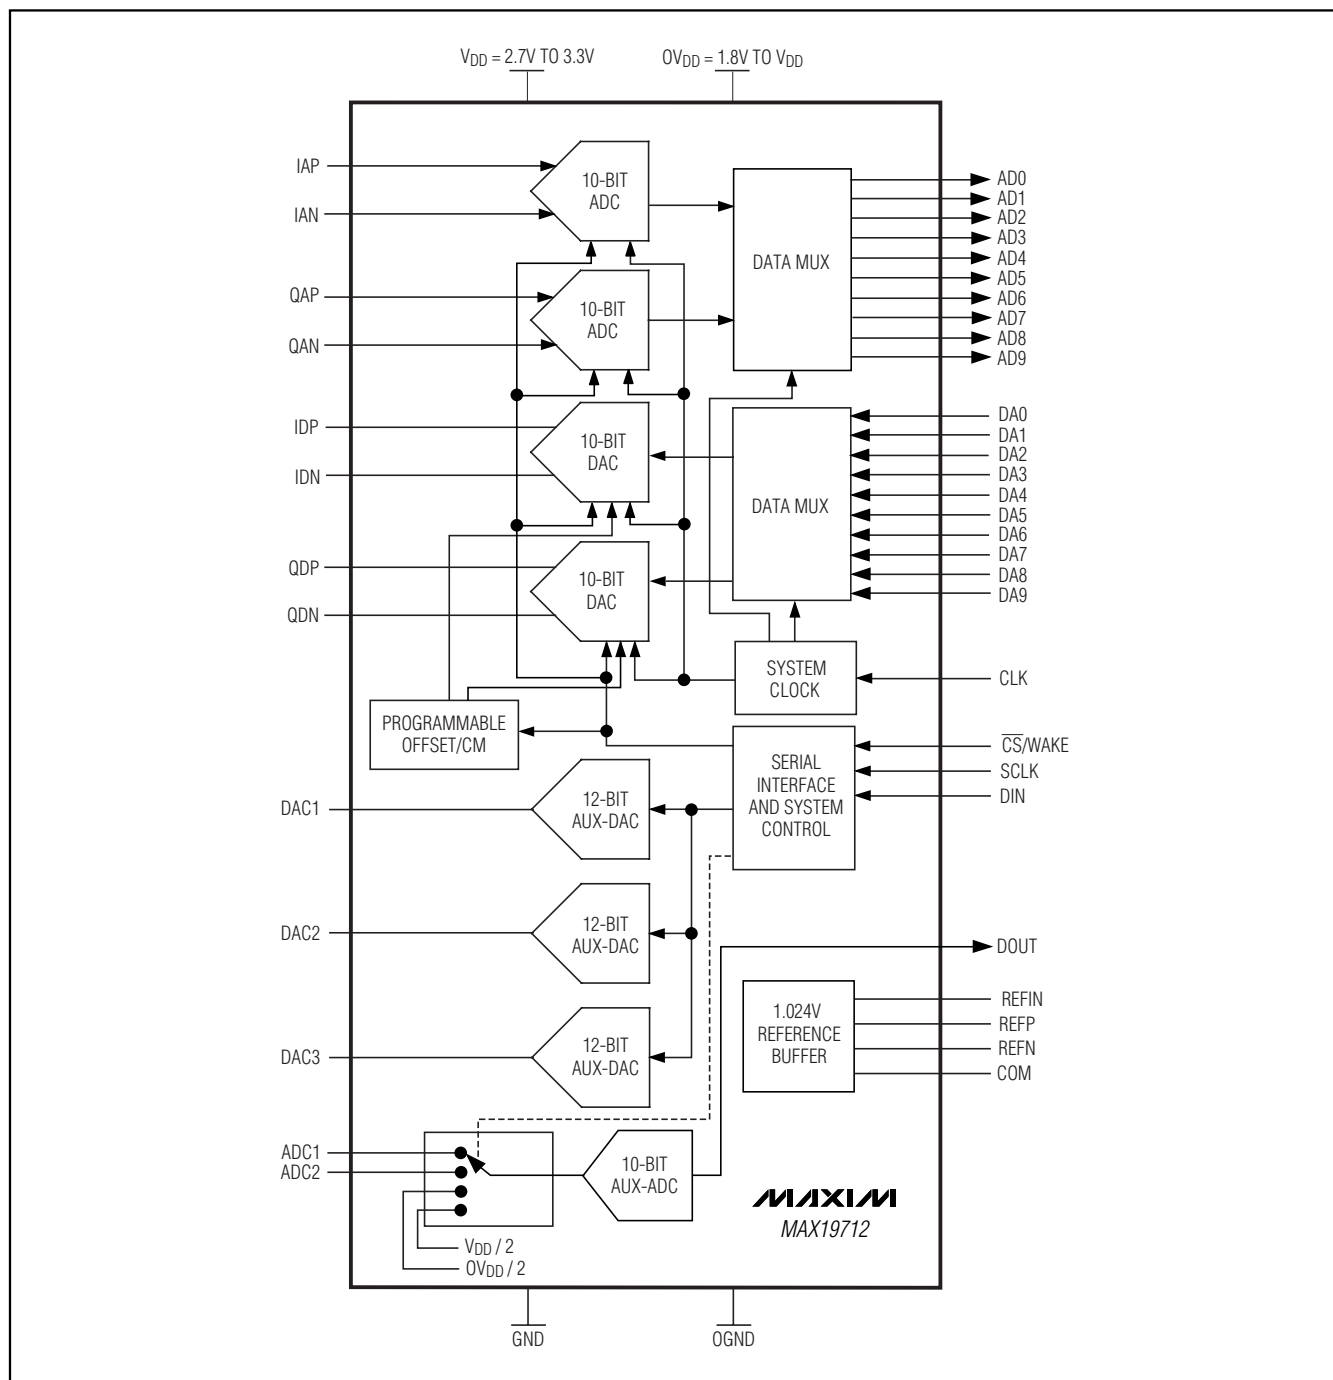 VDD = 2.7V TO 3.3V
OVDD = 1.8V TO VDD
IAP
IAN
10-BIT
ADC
QAP
QAN
10-BIT
ADC
DATA MUX
AD0
AD1
AD2
AD3
AD4
AD5
AD6
AD7
AD8
AD9
IDP
IDN
10-BIT
DAC
QDP
QDN
10-BIT
DAC
DATA MUX
DA0
DA1
DA2
DA3
DA4
DA5
DA6
DA7
DA8
DA9
SYSTEM
CLOCK
CLK
PROGRAMMABLE
OFFSET/CM
SERIAL
INTERFACE
AND SYSTEM
CONTROL
CS/WAKE
SCLK
DIN
DAC1
12-BIT
AUX-DAC
DAC2
12-BIT
AUX-DAC
DOUT
DAC3
12-BIT
AUX-DAC
1.024V
REFERENCE
BUFFER
REFIN
REFP
REFN
COM
ADC1
ADC2
10-BIT
AUX-ADC
VDD / 2
OVDD / 2
MAXIM
MAX19712
GND
OGND